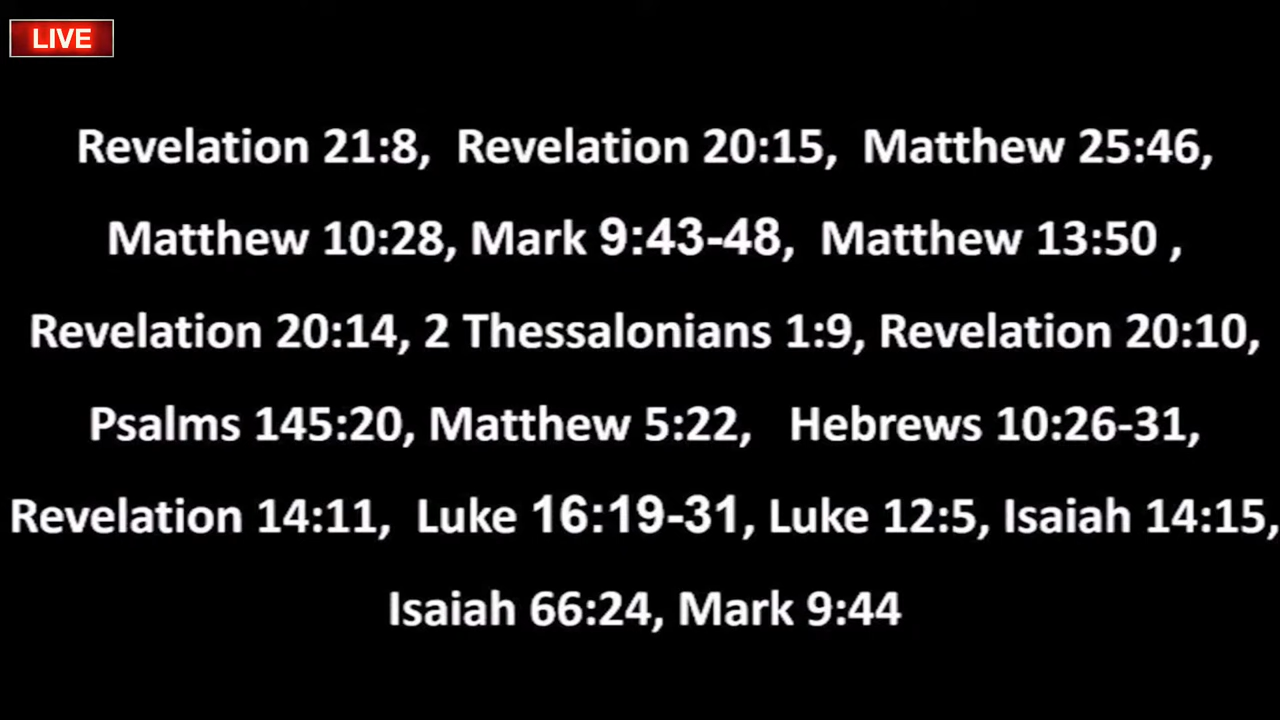 LIVE
Revelation 21:8, Revelation 20:15, Matthew 25:46,
Matthew 10:28, Mark 9:43-48, Matthew 13:50 ,
Revelation 20:14, 2 Thessalonians 1:9, Revelation 20:10,
Psalms 145:20, Matthew 5:22, Hebrews 10:26-31,
Revelation 14:11, Luke 16:19-31, Luke 12:5, Isaiah 14:15,
Isaiah 66:24, Mark 9:44